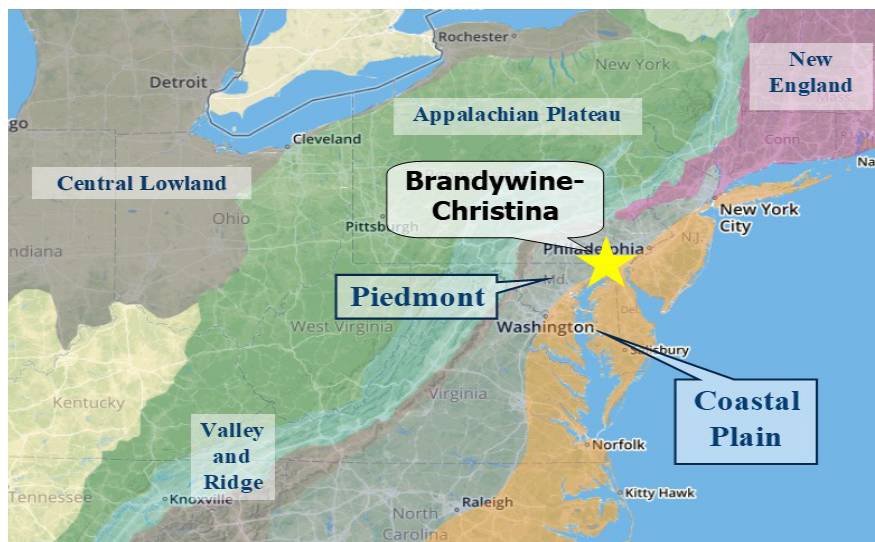 Rochester
New York
New
England
Detroit
Mass.
Appalachian Plateau
go
Cleveland
Conn
R.I.
Na
Central Lowland
Brandywine-
Christina
Ohio
Pittsburgh
New York
City
Philadelphia
N.J.
ndiana
Md.
Piedmont
Del
West Virginia
Washington
Salisbury
Virginia
Kentucky
Coastal
Plain
Valley
and
Ridge
Norfolk
Tennessee
Knoxville
Raleigh
Kitty Hawk
North
Carolina